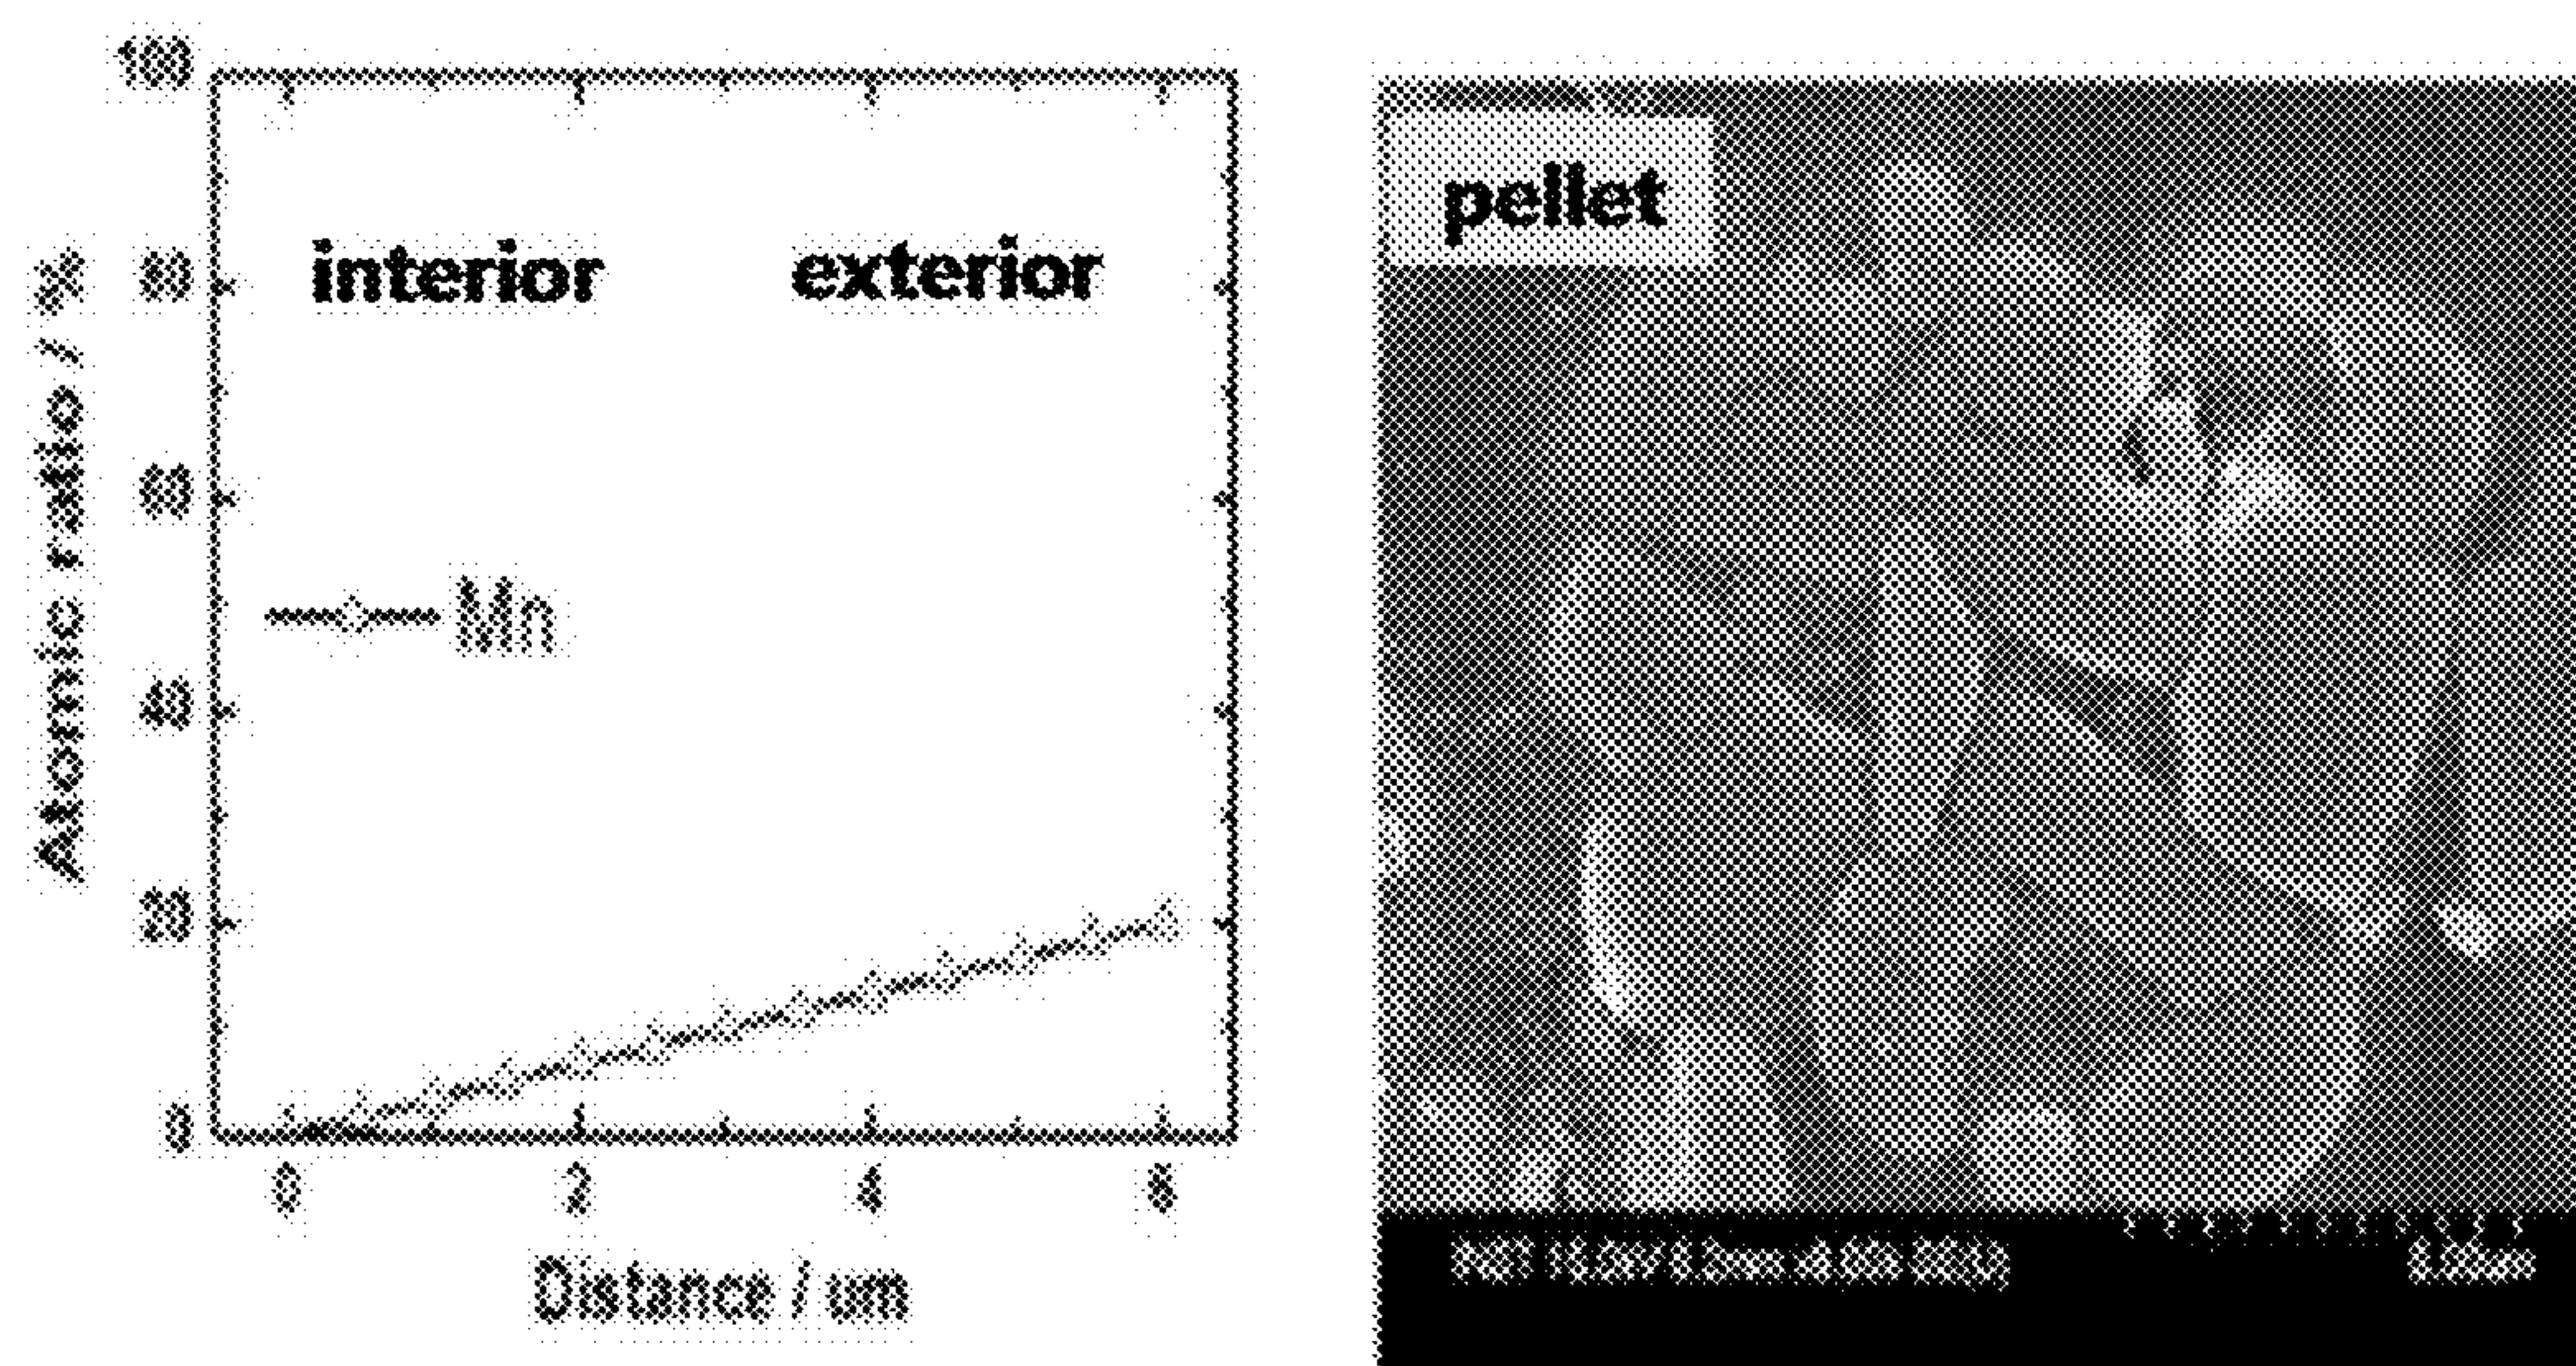 100
80
60
40
20
0
Atomic ratio / %
interior
exterior
Mn
0
2
4
6
Distance / um
pellet